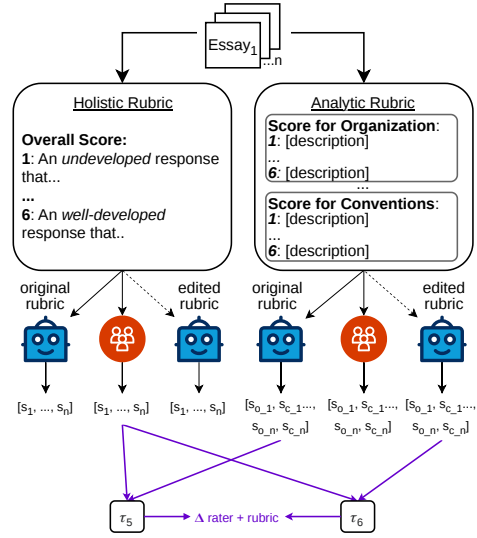 Essay1
...n
Holistic Rubric
Overall Score:
1: An undeveloped response
that...
...
6: An well-developed
response that..
Analytic Rubric
Score for Organization:
1: [description]
...
6: [description]
...
Score for Conventions:
1: [description]
...
6: [description]
original
rubric
edited
rubric
original
rubric
edited
rubric
[s1, ..., sn]
[s1, ..., sn]
[s1, ..., sn]
[so_1, sc_1...,
so_n, sc_n]
[so_1, sc_1...,
so_n, sc_n]
[so_1, sc_1...,
so_n, sc_n]
τ5
Δ rater + rubric
τ6